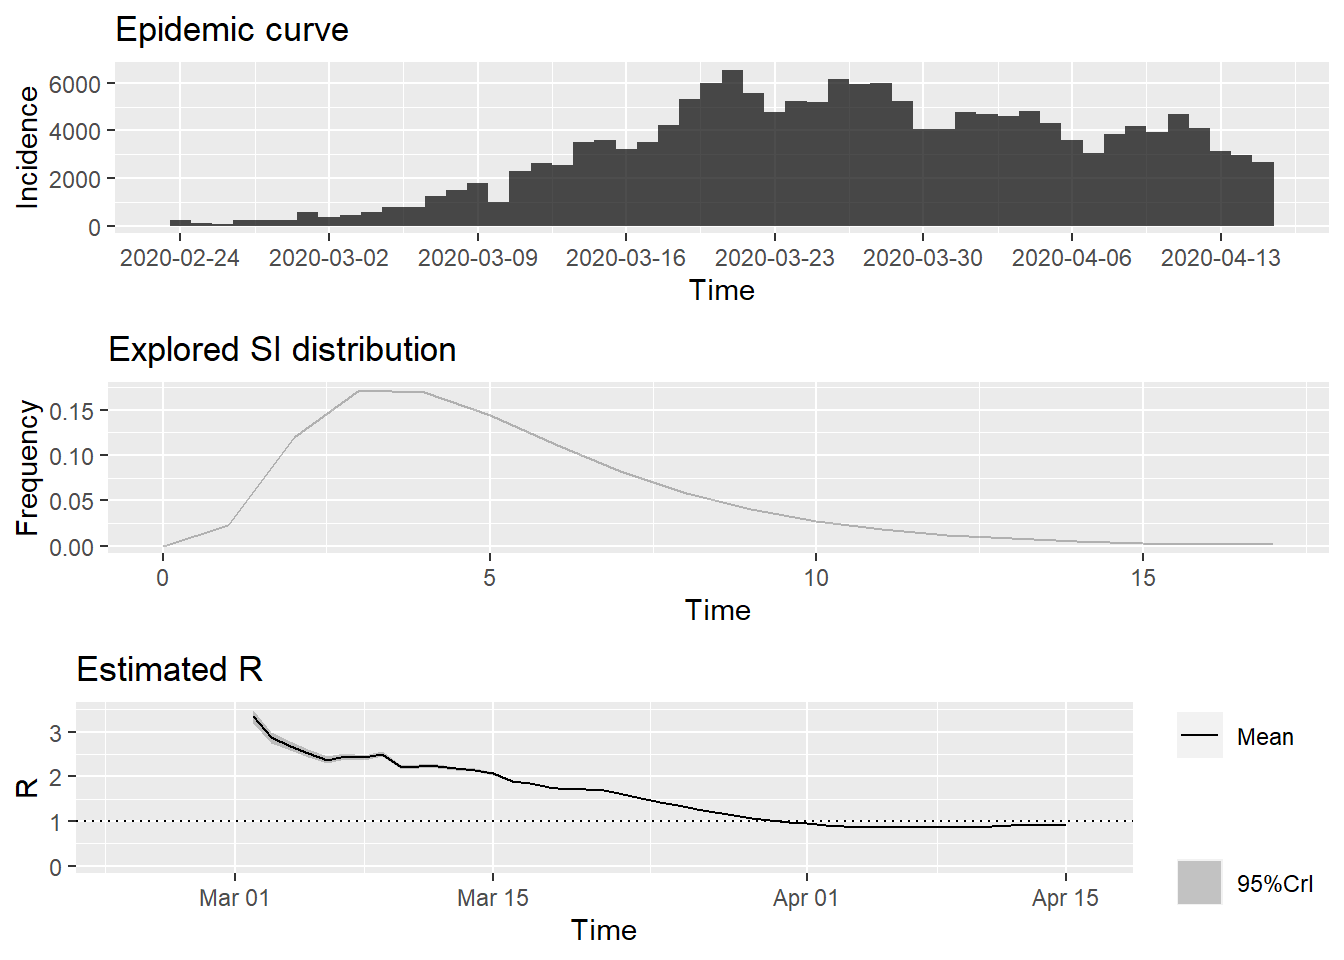 Epidemic curve
Incidence
6000
4000
2000
0
2020-02-24 2020-03-02 2020-03-09 2020-03-16 2020-03-23 2020-03-30 2020-04-06 2020-04-13
Time
Explored SI distribution
Frequency
0.15
0.10
0.05
0.00
0 5 10 15
Time
Estimated R
R
3
2
1
0
Mar 01 Mar 15 Apr 01 Apr 15
Time
Mean
95%CrI